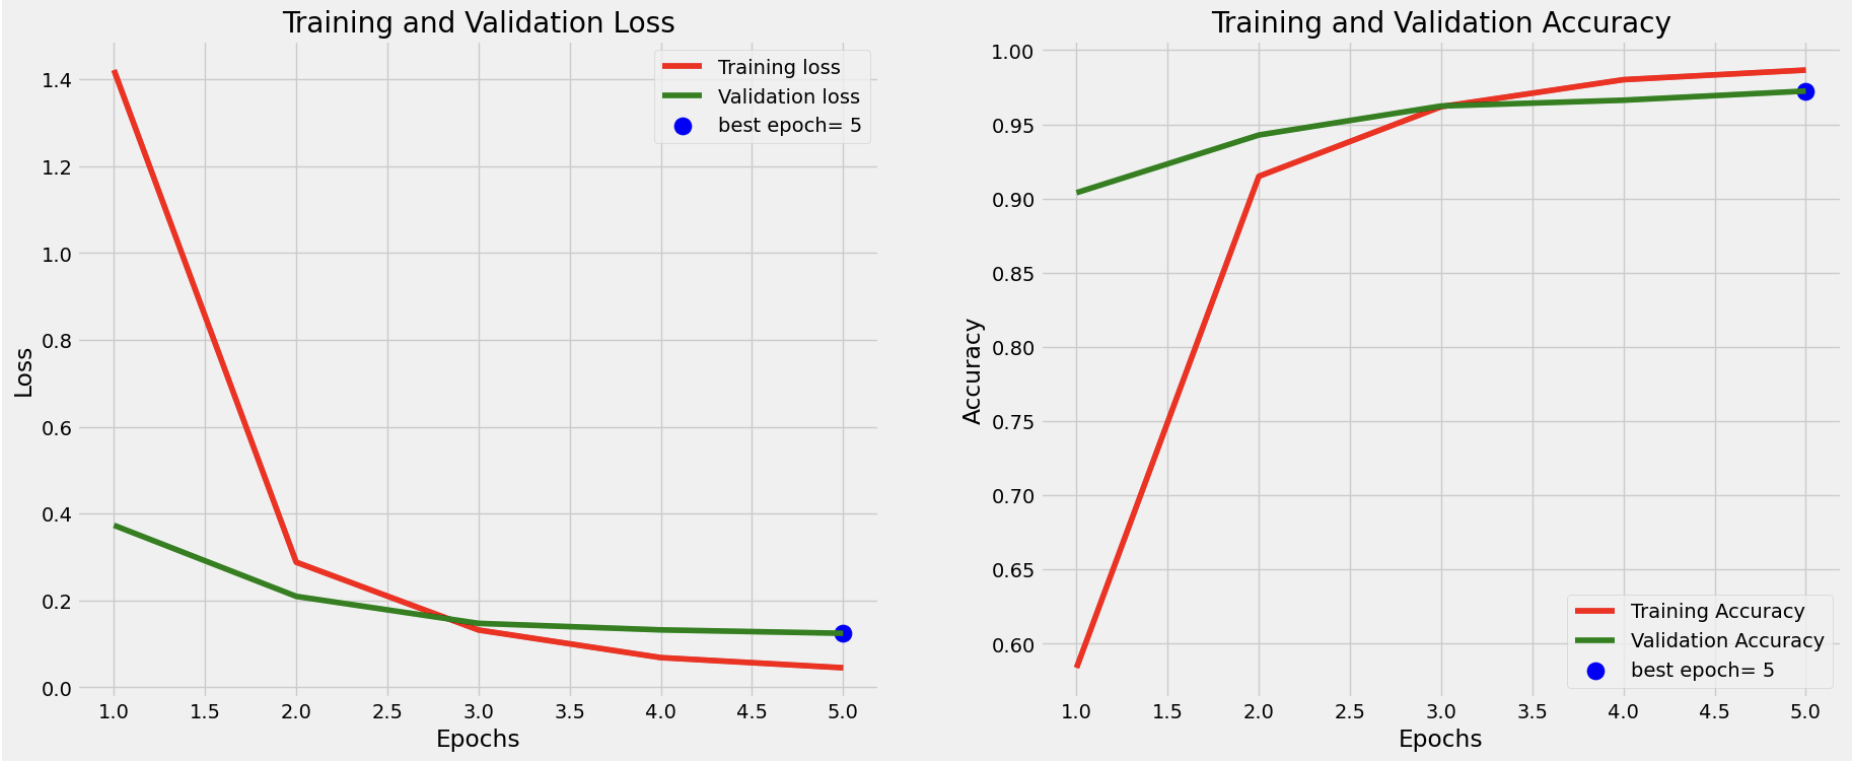 Training and Validation Loss
Training loss
Validation loss
best epoch= 5
1.4
1.2
1.0
0.8
0.6
0.4
0.2
0.0
Loss
1.0 1.5 2.0 2.5 3.0 3.5 4.0 4.5 5.0
Epochs
Training and Validation Accuracy
1.00
0.95
0.90
0.85
0.80
0.75
0.70
0.65
0.60
Accuracy
Training Accuracy
Validation Accuracy
best epoch= 5
1.0 1.5 2.0 2.5 3.0 3.5 4.0 4.5 5.0
Epochs